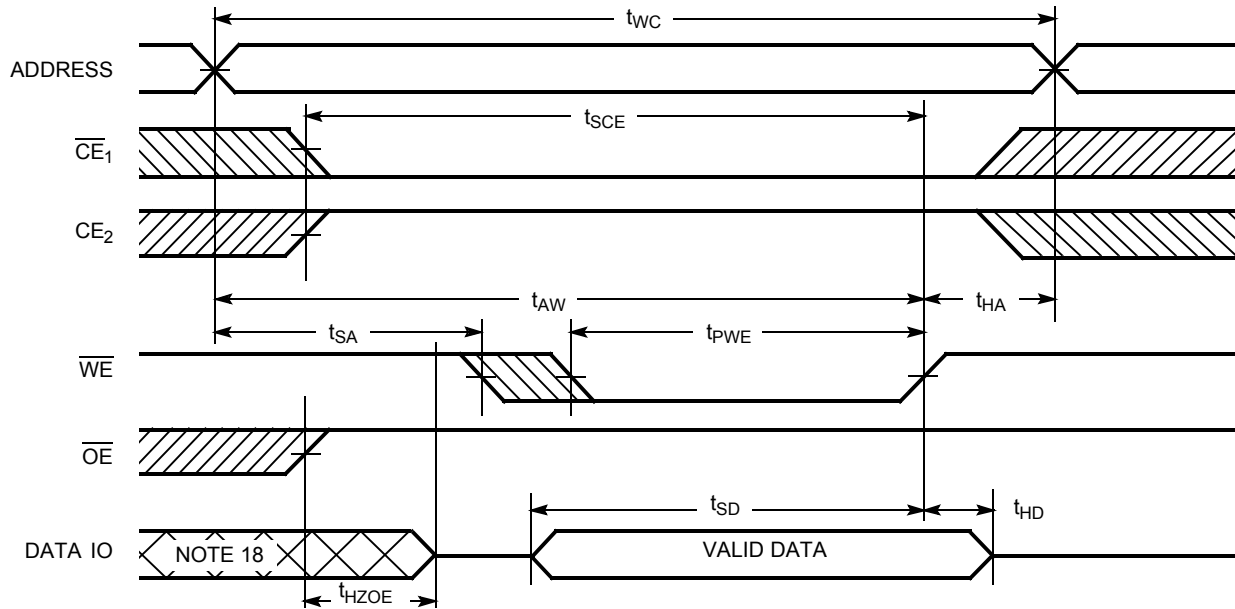 tWC
ADDRESS
tSCE
CE1
CE2
tAW
tHA
tSA
tPWE
WE
OE
tSD
tHD
DATA IO
NOTE 18
VALID DATA
tHZOE